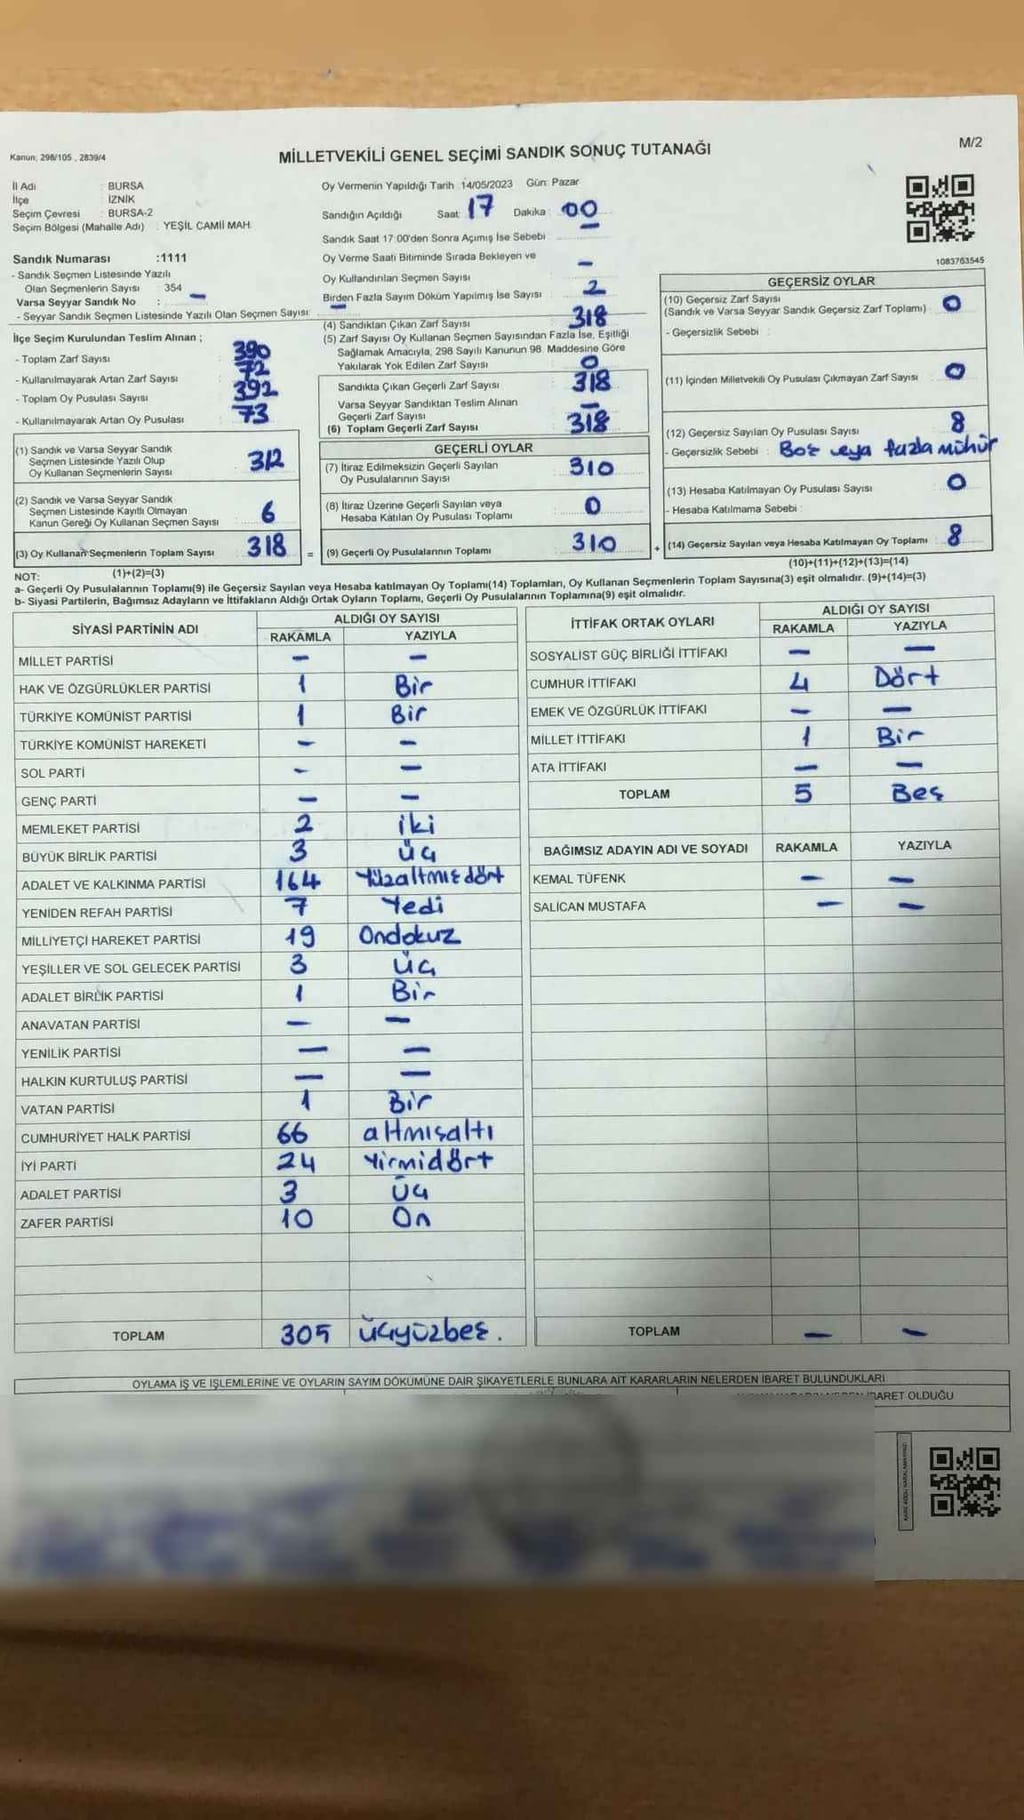 Kanun: 298/105 , 2839/4
MİLLETVEKİLİ GENEL SEÇİMİ SANDIK SONUÇ TUTANAĞI
M/2
İl Adı : BURSA
İlçe : İZNİK
Seçim Çevresi : BURSA-2
Seçim Bölgesi (Mahalle Adı) : YEŞİL CAMİİ MAH.
Sandık Numarası :1111
- Sandık Seçmen Listesinde Yazılı
Olan Seçmenlerin Sayısı : 354
Varsa Seyyar Sandık No : —
- Seyyar Sandık Seçmen Listesinde Yazılı Olan Seçmen Sayısı: —
İlçe Seçim Kurulundan Teslim Alınan ;
- Toplam Zarf Sayısı 390
- Kullanılmayarak Artan Zarf Sayısı 72
- Toplam Oy Pusulası Sayısı 392
- Kullanılmayarak Artan Oy Pusulası 73
Oy Vermenin Yapıldığı Tarih :14/05/2023 Gün: Pazar
Sandığın Açıldığı Saat: 17 Dakika : 00
Sandık Saat 17:00'den Sonra Açımış İse Sebebi :
Oy Verme Saati Bitiminde Sırada Bekleyen ve
Oy Kullandırılan Seçmen Sayısı —
Birden Fazla Sayım Döküm Yapılmış İse Sayısı : 2
(4) Sandıktan Çıkan Zarf Sayısı 318
(5) Zarf Sayısı Oy Kullanan Seçmen Sayısından Fazla İse, Eşitliği
Sağlamak Amacıyla, 298 Sayılı Kanunun 98. Maddesine Göre
Yakılarak Yok Edilen Zarf Sayısı 0
Sandıkta Çıkan Geçerli Zarf Sayısı 318
Varsa Seyyar Sandıktan Teslim Alınan
Geçerli Zarf Sayısı —
(6) Toplam Geçerli Zarf Sayısı 318
1083763545
GEÇERSİZ OYLAR
(10) Geçersiz Zarf Sayısı
(Sandık ve Varsa Seyyar Sandık Geçersiz Zarf Toplamı) 0
- Geçersizlik Sebebi :
(11) İçinden Milletvekili Oy Pusulası Çıkmayan Zarf Sayısı 0
(12) Geçersiz Sayılan Oy Pusulası Sayısı 8
- Geçersizlik Sebebi : Boş veya fazla mühür
(13) Hesaba Katılmayan Oy Pusulası Sayısı 0
- Hesaba Katılmama Sebebi :
(1) Sandık ve Varsa Seyyar Sandık
Seçmen Listesinde Yazılı Olup
Oy Kullanan Seçmenlerin Sayısı 312
(2) Sandık ve Varsa Seyyar Sandık
Seçmen Listesinde Kayıtlı Olmayan
Kanun Gereği Oy Kullanan Seçmen Sayısı 6
GEÇERLİ OYLAR
(7) İtiraz Edilmeksizin Geçerli Sayılan
Oy Pusulalarının Sayısı 310
(8) İtiraz Üzerine Geçerli Sayılan veya
Hesaba Katılan Oy Pusulası Toplamı 0
(3) Oy Kullanan Seçmenlerin Toplam Sayısı 318 = (9) Geçerli Oy Pusulalarının Toplamı 310 + (14) Geçersiz Sayılan veya Hesaba Katılmayan Oy Toplamı 8
NOT: (1)+(2)=(3) (10)+(11)+(12)+(13)=(14)
a- Geçerli Oy Pusulalarının Toplamı(9) ile Geçersiz Sayılan veya Hesaba katılmayan Oy Toplamı(14) Toplamları, Oy Kullanan Seçmenlerin Toplam Sayısına(3) eşit olmalıdır. (9)+(14)=(3)
b- Siyasi Partilerin, Bağımsız Adayların ve İttifakların Aldığı Ortak Oyların Toplamı, Geçerli Oy Pusulalarının Toplamına(9) eşit olmalıdır.
SİYASİ PARTİNİN ADI ALDIĞI OY SAYISI
RAKAMLA YAZIYLA
MİLLET PARTİSİ — —
HAK VE ÖZGÜRLÜKLER PARTİSİ 1 Bir
TÜRKİYE KOMÜNİST PARTİSİ 1 Bir
TÜRKİYE KOMÜNİST HAREKETİ — —
SOL PARTİ — —
GENÇ PARTİ — —
MEMLEKET PARTİSİ 2 iki
BÜYÜK BİRLİK PARTİSİ 3 üç
ADALET VE KALKINMA PARTİSİ 164 Yüzaltmışdört
YENİDEN REFAH PARTİSİ 7 Yedi
MİLLİYETÇİ HAREKET PARTİSİ 19 Ondokuz
YEŞİLLER VE SOL GELECEK PARTİSİ 3 üç
ADALET BİRLİK PARTİSİ 1 Bir
ANAVATAN PARTİSİ — —
YENİLİK PARTİSİ — —
HALKIN KURTULUŞ PARTİSİ — —
VATAN PARTİSİ 1 Bir
CUMHURİYET HALK PARTİSİ 66 altmışaltı
İYİ PARTİ 24 Yirmidört
ADALET PARTİSİ 3 Üç
ZAFER PARTİSİ 10 On
TOPLAM 305 üçyüzbeş.
İTTİFAK ORTAK OYLARI ALDIĞI OY SAYISI
RAKAMLA YAZIYLA
SOSYALİST GÜÇ BİRLİĞİ İTTİFAKI — —
CUMHUR İTTİFAKI 4 Dört
EMEK VE ÖZGÜRLÜK İTTİFAKI — —
MİLLET İTTİFAKI 1 Bir
ATA İTTİFAKI — —
TOPLAM 5 Beş
BAĞIMSIZ ADAYIN ADI VE SOYADI RAKAMLA YAZIYLA
KEMAL TÜFENK — —
SALİCAN MUSTAFA — —
TOPLAM — —
OYLAMA İŞ VE İŞLEMLERİNE VE OYLARIN SAYIM DÖKÜMÜNE DAİR ŞİKAYETLERLE BUNLARA AİT KARARLARIN NELERDEN İBARET BULUNDUKLARI
OLDUĞU